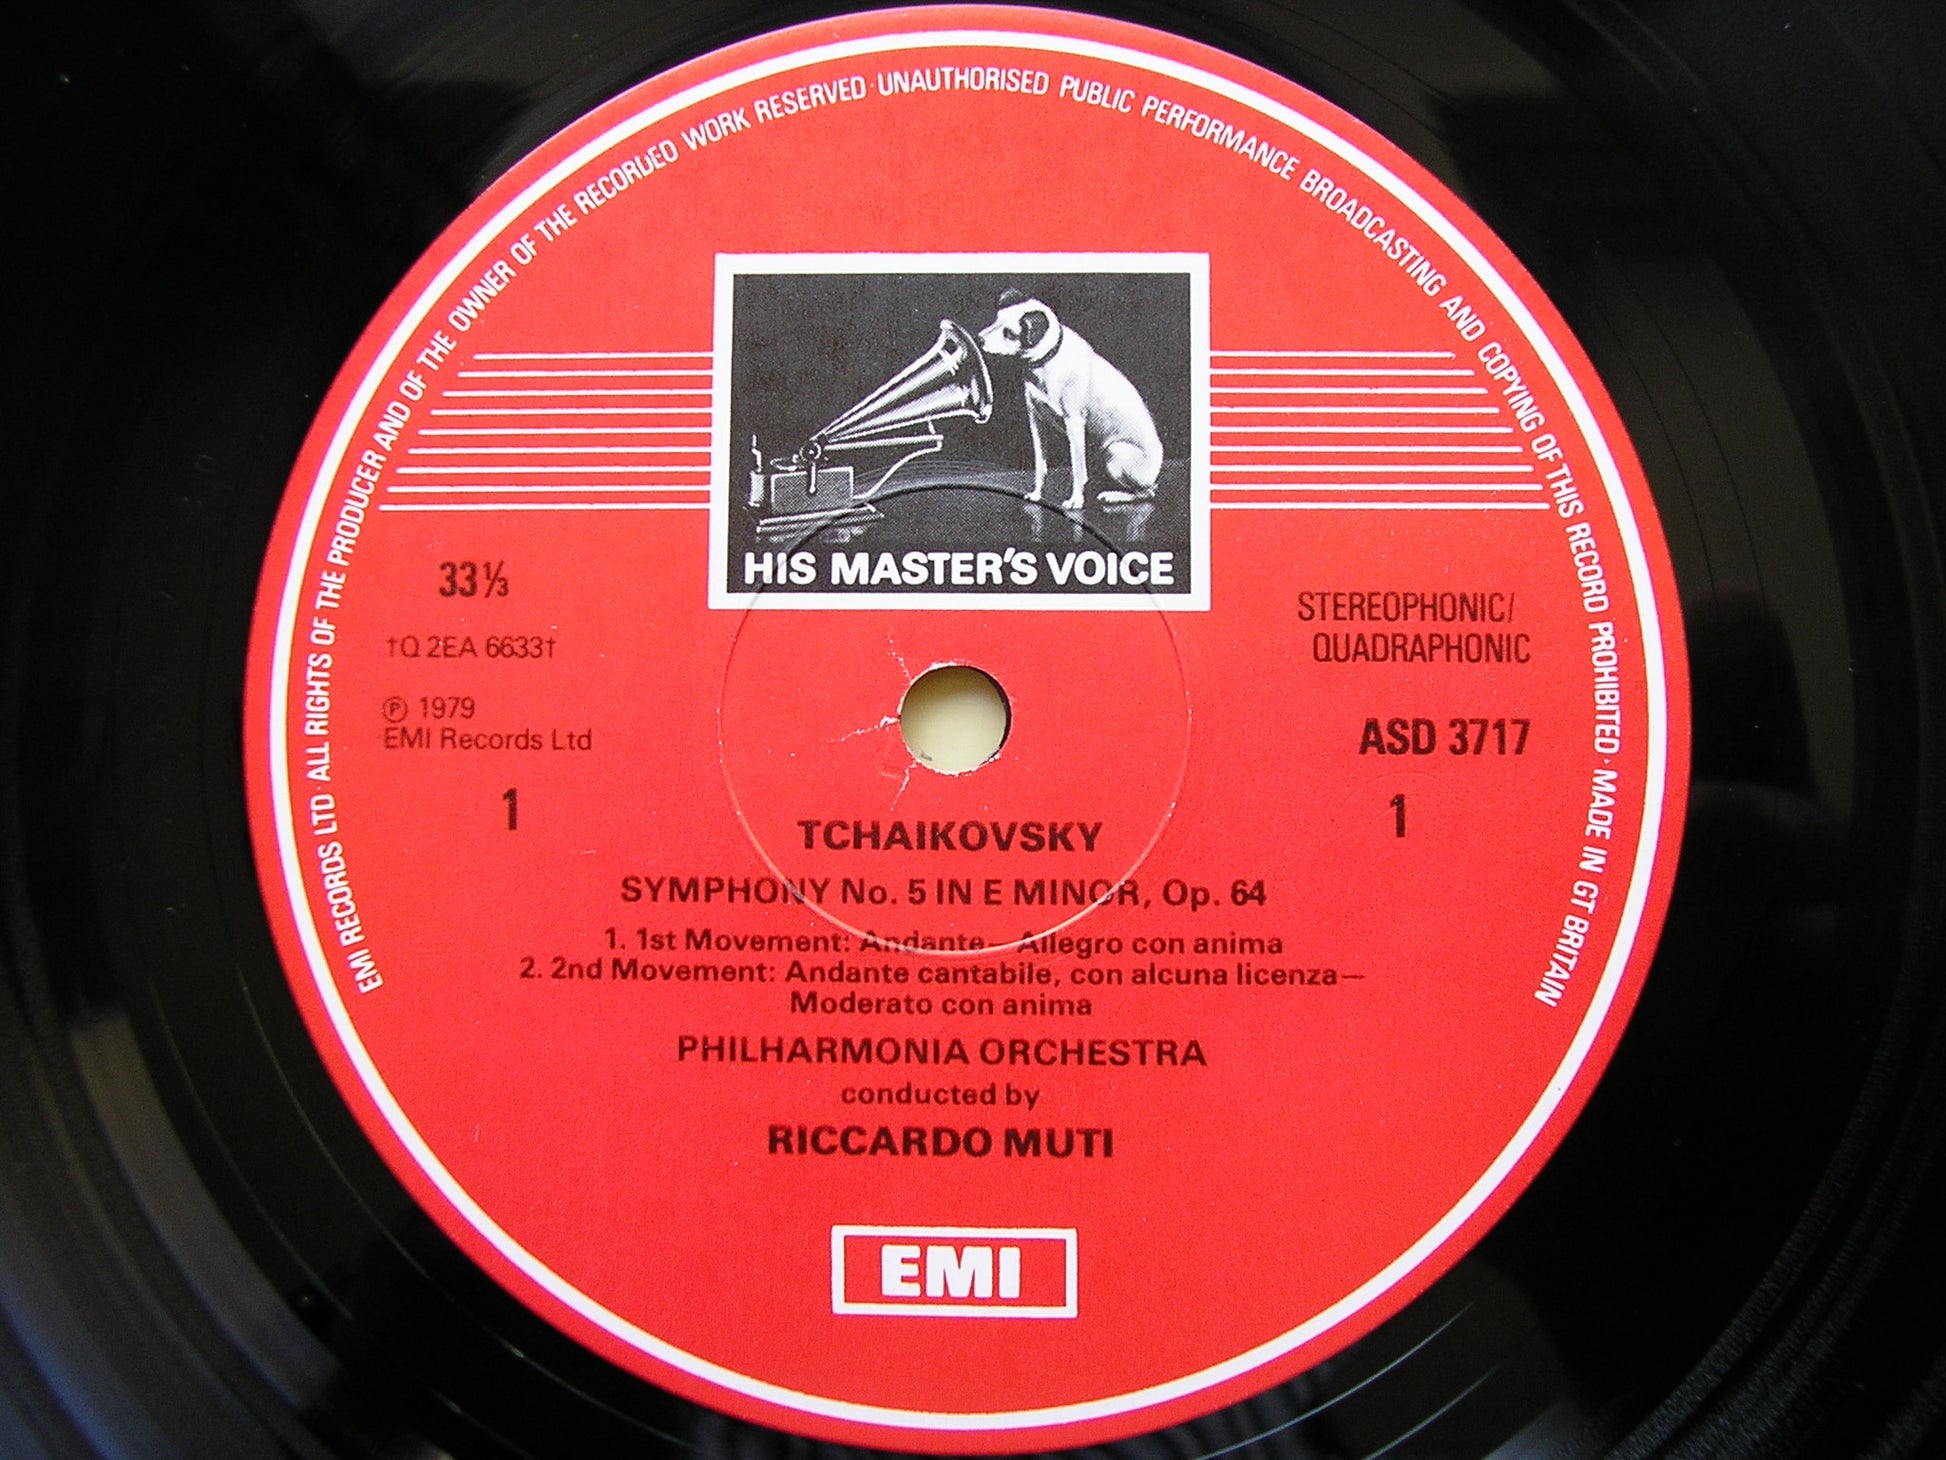 EMI RECORDS LTD · ALL RIGHTS OF THE PRODUCER AND OF THE OWNER OF THE RECORDED WORK RESERVED · UNAUTHORISED PUBLIC PERFORMANCE BROADCASTING AND COPYING OF THIS RECORD PROHIBITED · MADE IN GT BRITAIN
HIS MASTER'S VOICE
33⅓
STEREOPHONIC/
QUADRAPHONIC
†Q 2EA 6633†
℗ 1979
EMI Records Ltd
ASD 3717
1
1
TCHAIKOVSKY
SYMPHONY No. 5 IN E MINOR, Op. 64
1. 1st Movement: Andante—Allegro con anima
2. 2nd Movement: Andante cantabile, con alcuna licenza—
Moderato con anima
PHILHARMONIA ORCHESTRA
conducted by
RICCARDO MUTI
EMI